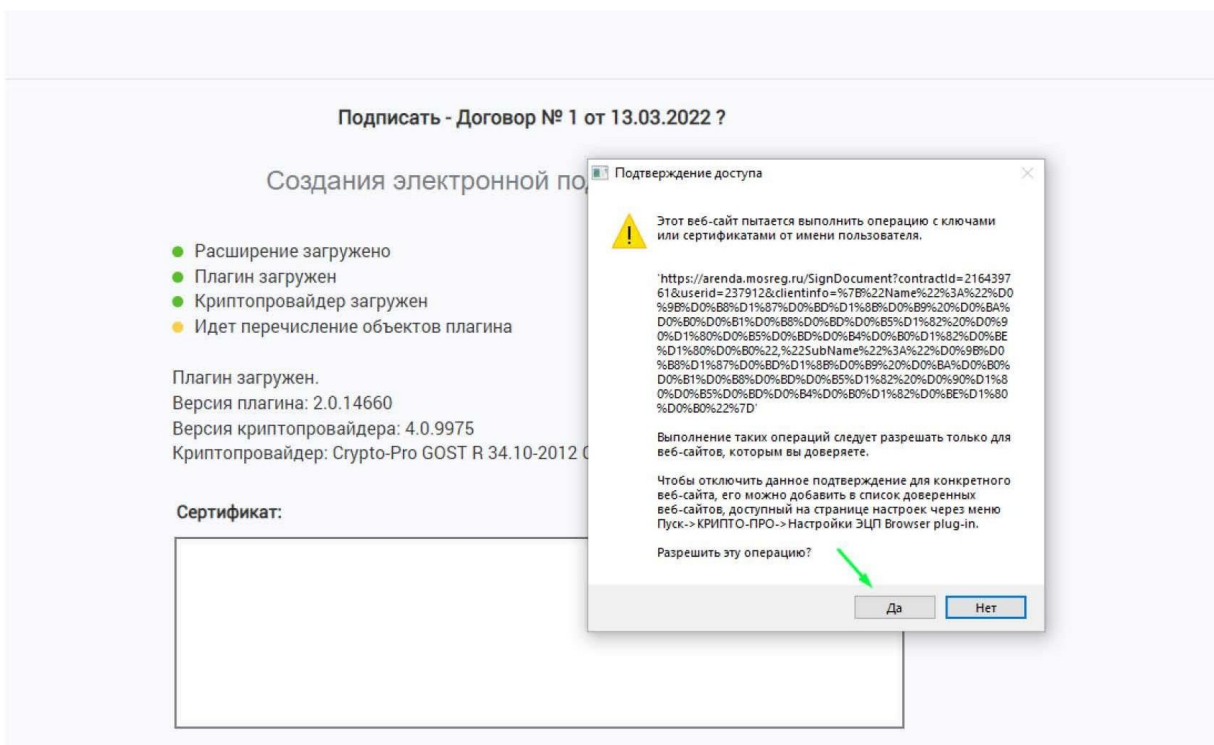 Подписать - Договор № 1 от 13.03.2022 ?
Создания электронной по
Расширение загружено
Плагин загружен
Криптопровайдер загружен
Идет перечисление объектов плагина
Плагин загружен.
Версия плагина: 2.0.14660
Версия криптопровайдера: 4.0.9975
Криптопровайдер: Crypto-Pro GOST R 34.10-2012
Сертификат:
Подтверждение доступа
Этот веб-сайт пытается выполнить операцию с ключами
или сертификатами от имени пользователя.
'https://arenda.mosreg.ru/SignDocument?contractId=2164397
61&userid=237912&clientinfo=%7B%22Name%22%3A%22%D0
%9B%D0%B8%D1%87%D0%BD%D1%8B%D0%B9%20%D0%BA%
D0%B0%D0%B1%D0%B8%D0%BD%D0%B5%D1%82%20%D0%9
0%D1%80%D0%B5%D0%BD%D0%B4%D0%B0%D1%82%D0%BE
%D1%80%D0%B0%22,%22SubName%22%3A%22%D0%9B%D0
%B8%D1%87%D0%BD%D1%8B%D0%B9%20%D0%BA%D0%B0%
D0%B1%D0%B8%D0%BD%D0%B5%D1%82%20%D0%90%D1%8
0%D0%B5%D0%BD%D0%B4%D0%B0%D1%82%D0%BE%D1%80
%D0%B0%22%7D'
Выполнение таких операций следует разрешать только для
веб-сайтов, которым вы доверяете.
Чтобы отключить данное подтверждение для конкретного
веб-сайта, его можно добавить в список доверенных
веб-сайтов, доступный на странице настроек через меню
Пуск->КРИПТО-ПРО->Настройки ЭЦП Browser plug-in.
Разрешить эту операцию?
Да
Нет